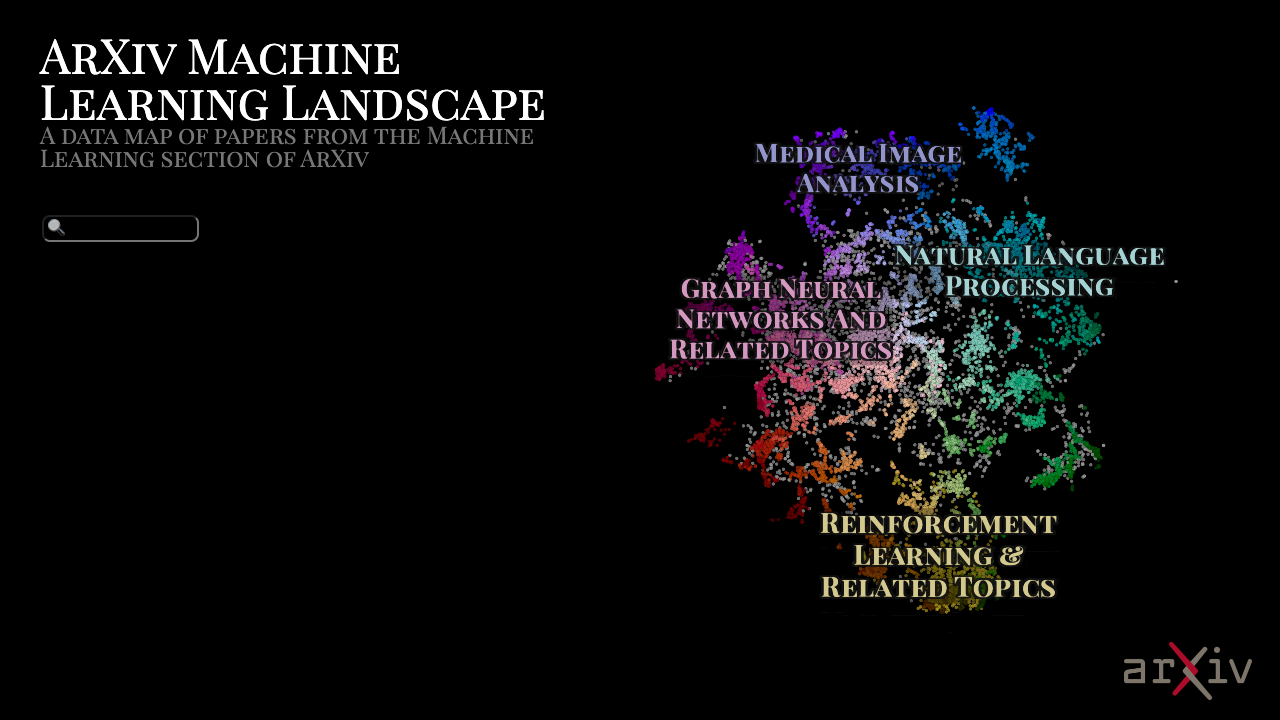 ArXiv Machine
Learning Landscape
A data map of papers from the Machine
Learning section of ArXiv
Medical Image
Analysis
Natural Language
Processing
Graph Neural
Networks And
Related Topics
Reinforcement
Learning &
Related Topics
arXiv